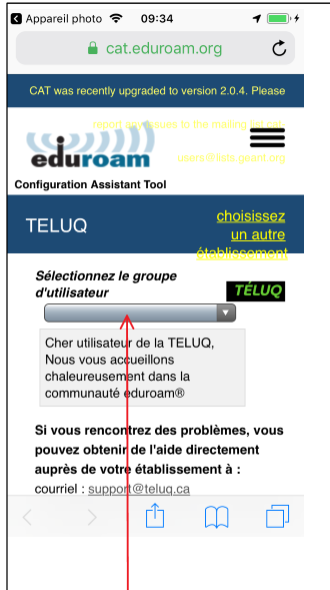 Appareil photo 09:34
cat.eduroam.org
CAT was recently upgraded to version 2.0.4. Please
report any issues to the mailing list cat-
users@lists.geant.org
eduroam
Configuration Assistant Tool
TELUQ
choisissez
un autre
établissement
Sélectionnez le groupe
d'utilisateur
TÉLUQ
Cher utilisateur de la TELUQ,
Nous vous accueillons
chaleureusement dans la
communauté eduroam®
Si vous rencontrez des problèmes, vous
pouvez obtenir de l'aide directement
auprès de votre établissement à :
courriel : support@teluq.ca